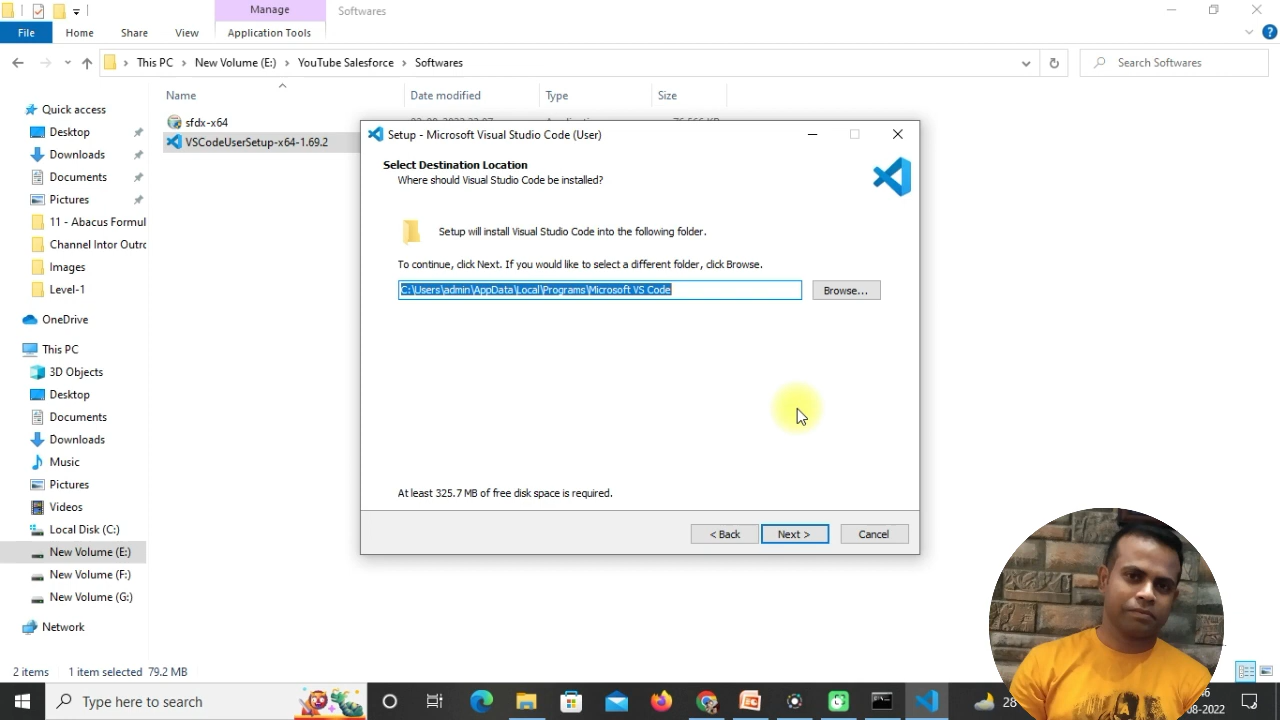 Manage
Softwares
File
Home
Share
View
Application Tools
This PC
New Volume (E:)
YouTube Salesforce
Softwares
Search Softwares
Name
Date modified
Type
Size
sfdx-x64
VSCodeUserSetup-x64-1.69.2
Quick access
Desktop
Downloads
Documents
Pictures
11 - Abacus Formul
Channel Intor Outro
Images
Level-1
OneDrive
This PC
3D Objects
Desktop
Documents
Downloads
Music
Pictures
Videos
Local Disk (C:)
New Volume (E:)
New Volume (F:)
New Volume (G:)
Network
Setup - Microsoft Visual Studio Code (User)
Select Destination Location
Where should Visual Studio Code be installed?
Setup will install Visual Studio Code into the following folder.
To continue, click Next. If you would like to select a different folder, click Browse.
C:\Users\admin\AppData\Local\Programs\Microsoft VS Code
Browse...
At least 325.7 MB of free disk space is required.
< Back
Next >
Cancel
2 items
1 item selected 79.2 MB
Type here to search
28
08-2022